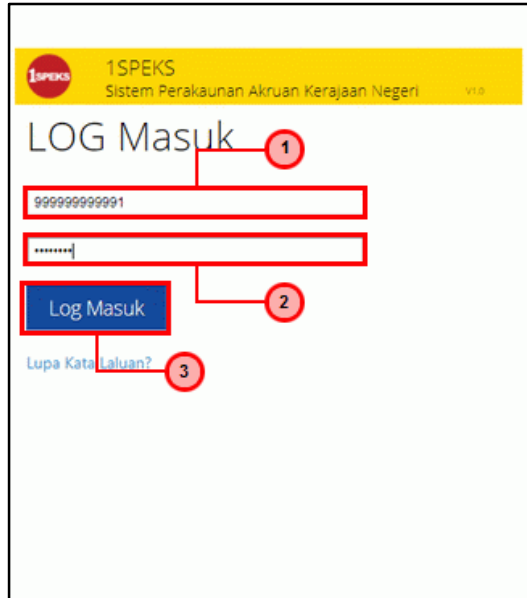 1SPEKS
1SPEKS
Sistem Perakaunan Akruan Kerajaan Negeri V1.0
LOG Masuk
1
999999999991
••••••••
2
Log Masuk
Lupa Kata Laluan?
3